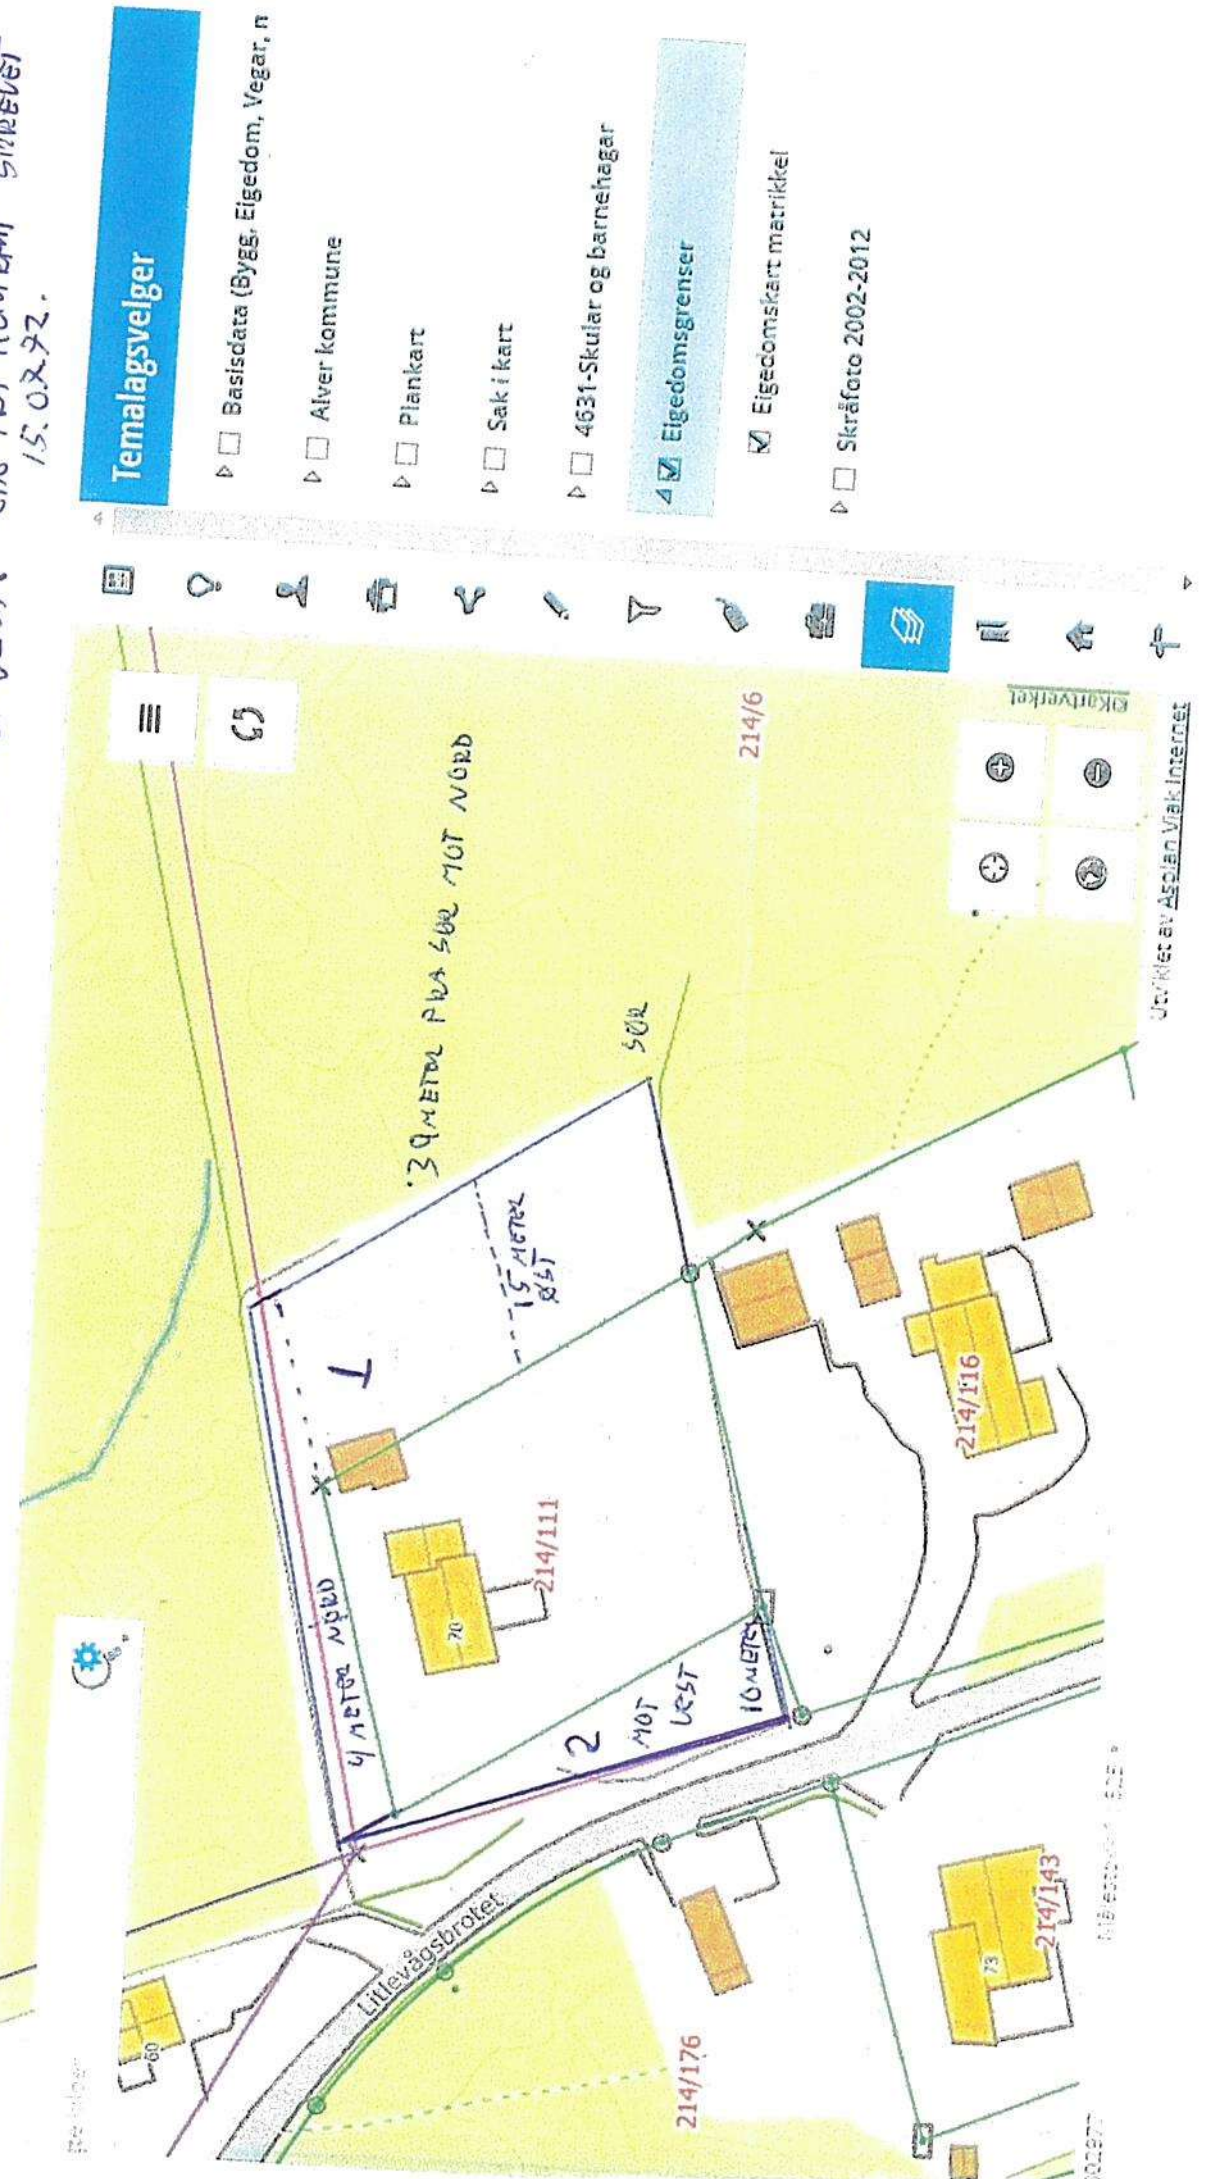 15.0272.
Temalagsvelger
Basisdata (Bygg, Eigedom, Vegar, n
Alver kommune
Plankart
Sak i kart
4631-Skular og barnehagar
Eigedomsgrenser
Eigedomskart matrikkel
Skråfoto 2002-2012
39 METER FRA SØR MOT NORD
SØR
15 METER
ØST
1
4 METER NORD
2
MOT
VEST
10 METER
214/6
214/111
70
214/116
214/143
73
214/176
60
Litlevågsbrotet
©Kartverket
Utviklet av Asplan Viak Internet